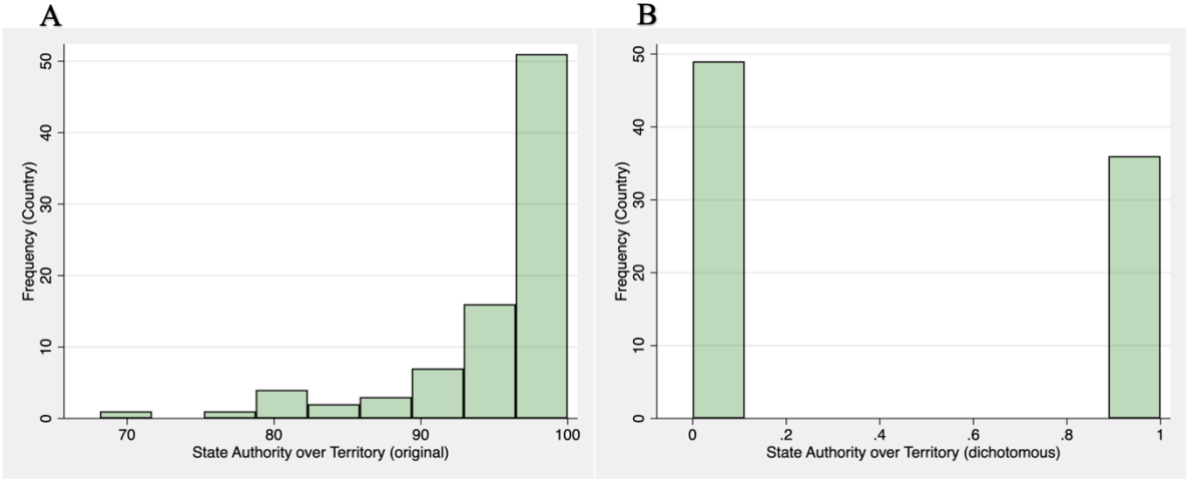 A
Frequency (Country)
50
40
30
20
10
0
70 80 90 100
State Authority over Territory (original)
B
Frequency (Country)
50
40
30
20
10
0
0 .2 .4 .6 .8 1
State Authority over Territory (dichotomous)